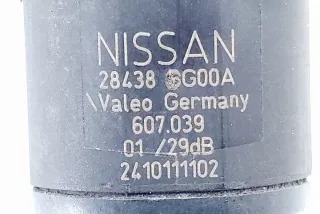 NISSAN
28438 G00A
\Valeo Germany
607.039
01 /29dB
2410111102